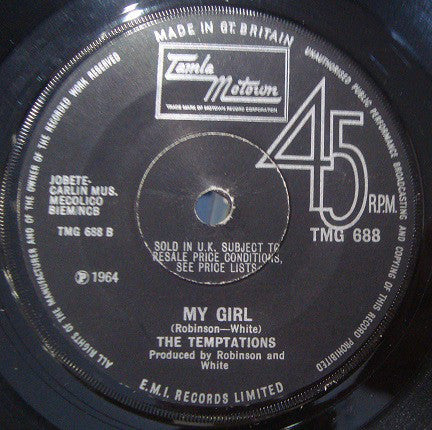 MADE IN GT. BRITAIN
UNAUTHORISED PUBLIC PERFORMANCE BROADCASTING AND COPYING OF THIS RECORD PROHIBITED
ALL RIGHTS OF THE MANUFACTURER AND OF THE OWNER OF THE RECORDED WORK RESERVED
Tamla
Motown
TRADE MARK OF MOTOWN RECORD CORPORATION
45
R.P.M.
TMG 688
JOBETE-
CARLIN MUS.
MECOLICO
BIEM/NCB
TMG 688 B
SOLD IN U.K. SUBJECT TO
RESALE PRICE CONDITIONS,
SEE PRICE LISTS
℗ 1964
MY GIRL
(Robinson—White)
THE TEMPTATIONS
Produced by Robinson and
White
E.M.I. RECORDS LIMITED